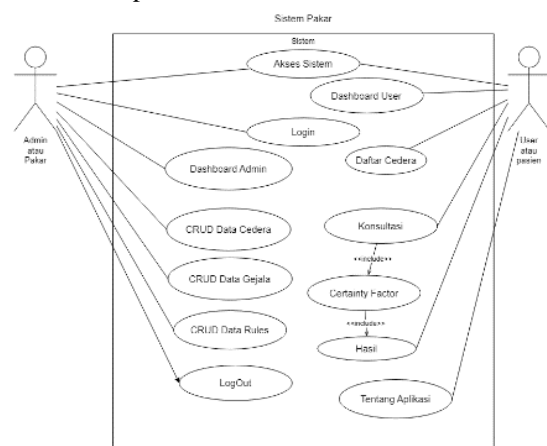 Sistem Pakar
Sistem
Akses Sistem
Dashboard User
Login
Daftar Cedera
Dashboard Admin
Admin
atau
Pakar
User
atau
pasien
CRUD Data Cedera
Konsultasi
<<include>>
CRUD Data Gejala
Certainty Factor
<<include>>
CRUD Data Rules
Hasil
LogOut
Tentang Aplikasi